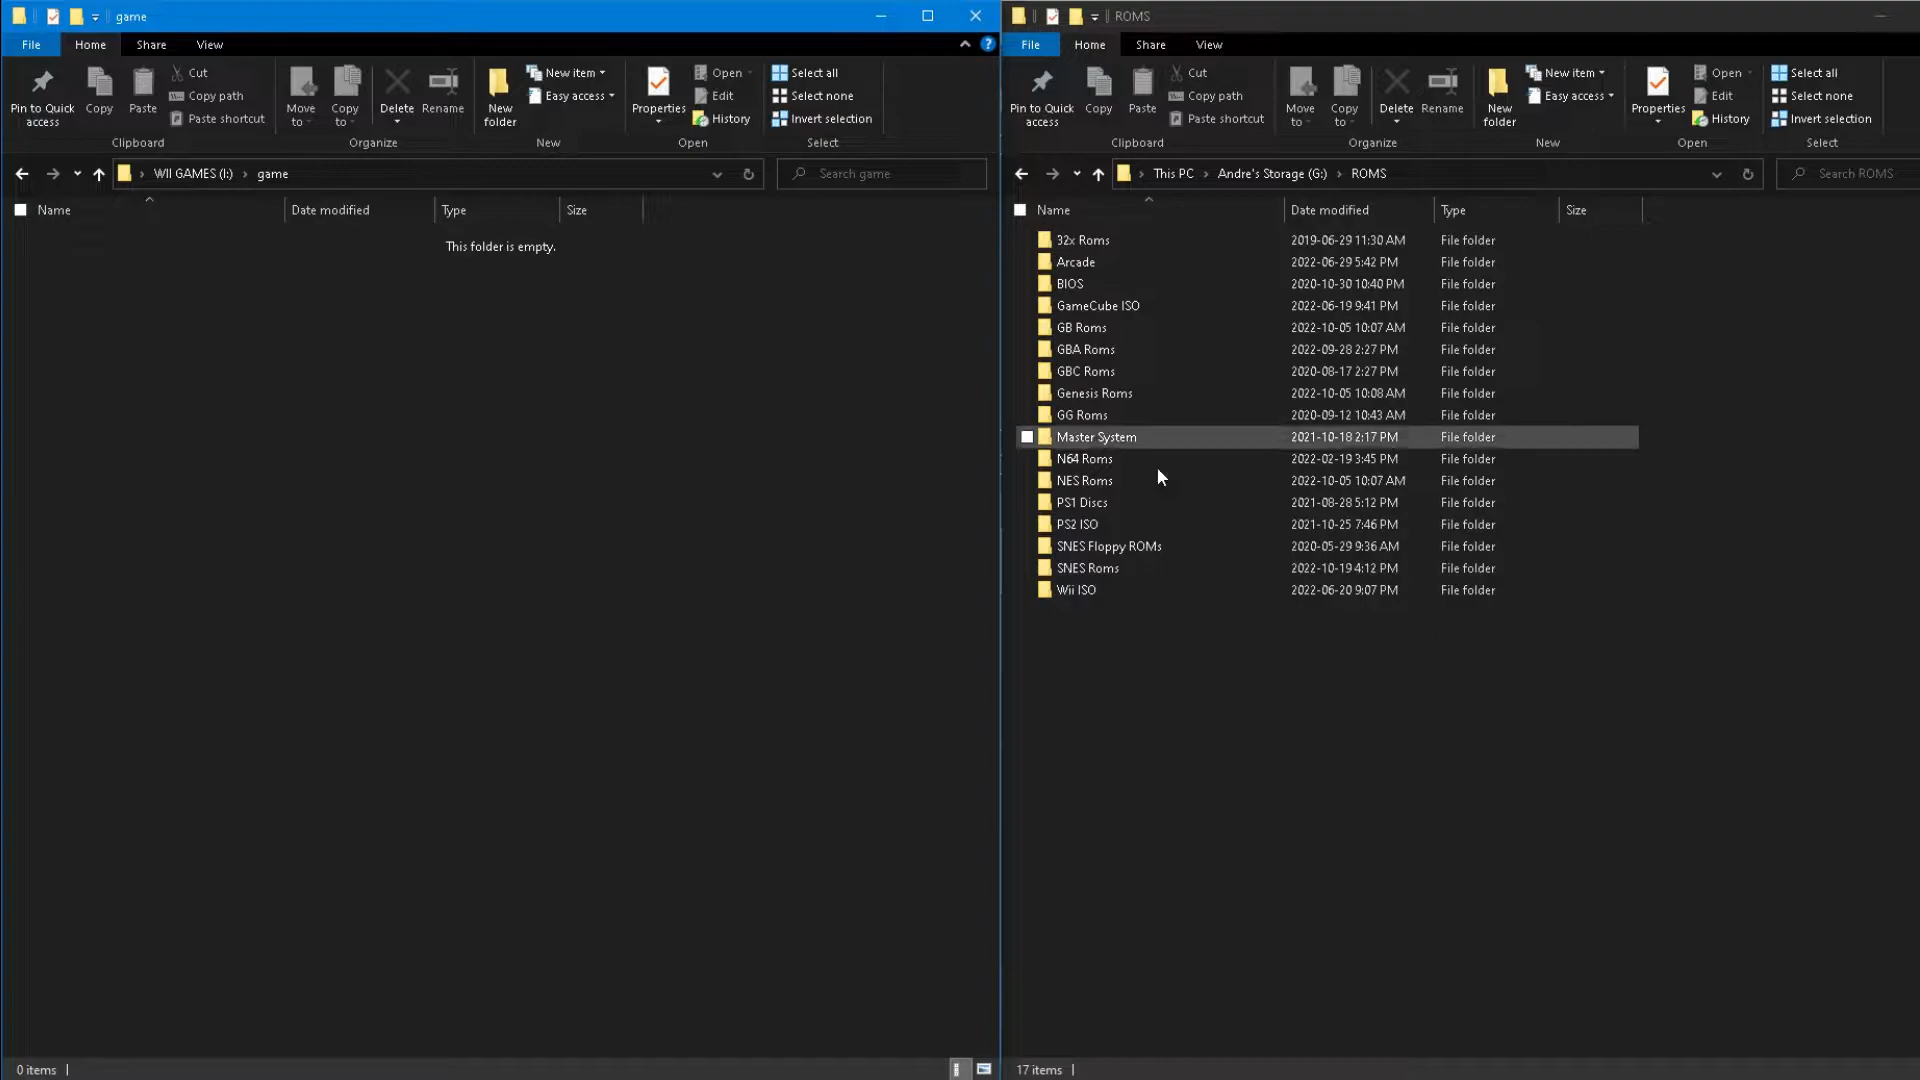 game
File Home Share View
Pin to Quick access
Copy
Paste
Cut
Copy path
Paste shortcut
Clipboard
Move to
Copy to
Delete
Rename
Organize
New folder
New item
Easy access
New
Properties
Open
Edit
History
Open
Select all
Select none
Invert selection
Select
WII GAMES (I:) › game
Search game
Name Date modified Type Size
This folder is empty.
0 items
ROMS
File Home Share View
Pin to Quick access
Copy
Paste
Cut
Copy path
Paste shortcut
Clipboard
Move to
Copy to
Delete
Rename
Organize
New folder
New item
Easy access
New
Properties
Open
Edit
History
Open
Select all
Select none
Invert selection
Select
This PC › Andre's Storage (G:) › ROMS
Search ROMS
Name Date modified Type Size
32x Roms 2019-06-29 11:30 AM File folder
Arcade 2022-06-29 5:42 PM File folder
BIOS 2020-10-30 10:40 PM File folder
GameCube ISO 2022-06-19 9:41 PM File folder
GB Roms 2022-10-05 10:07 AM File folder
GBA Roms 2022-09-28 2:27 PM File folder
GBC Roms 2020-08-17 2:27 PM File folder
Genesis Roms 2022-10-05 10:08 AM File folder
GG Roms 2020-09-12 10:43 AM File folder
Master System 2021-10-18 2:17 PM File folder
N64 Roms 2022-02-19 3:45 PM File folder
NES Roms 2022-10-05 10:07 AM File folder
PS1 Discs 2021-08-28 5:12 PM File folder
PS2 ISO 2021-10-25 7:46 PM File folder
SNES Floppy ROMs 2020-05-29 9:36 AM File folder
SNES Roms 2022-10-19 4:12 PM File folder
Wii ISO 2022-06-20 9:07 PM File folder
17 items